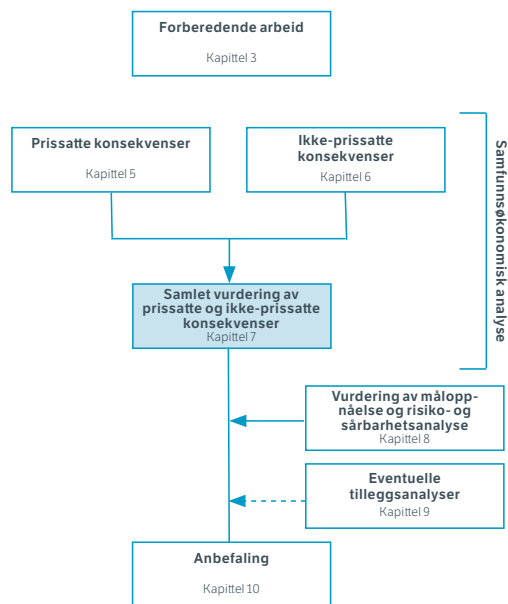 Forberedende arbeid
Kapittel 3
Prissatte konsekvenser
Kapittel 5
Ikke-prissatte
konsekvenser
Kapittel 6
Samfunnsøkonomisk analyse
Samlet vurdering av
prissatte og ikke-prissatte
konsekvenser
Kapittel 7
Vurdering av målopp-
nåelse og risiko- og
sårbarhetsanalyse
Kapittel 8
Eventuelle
tilleggsanalyser
Kapittel 9
Anbefaling
Kapittel 10